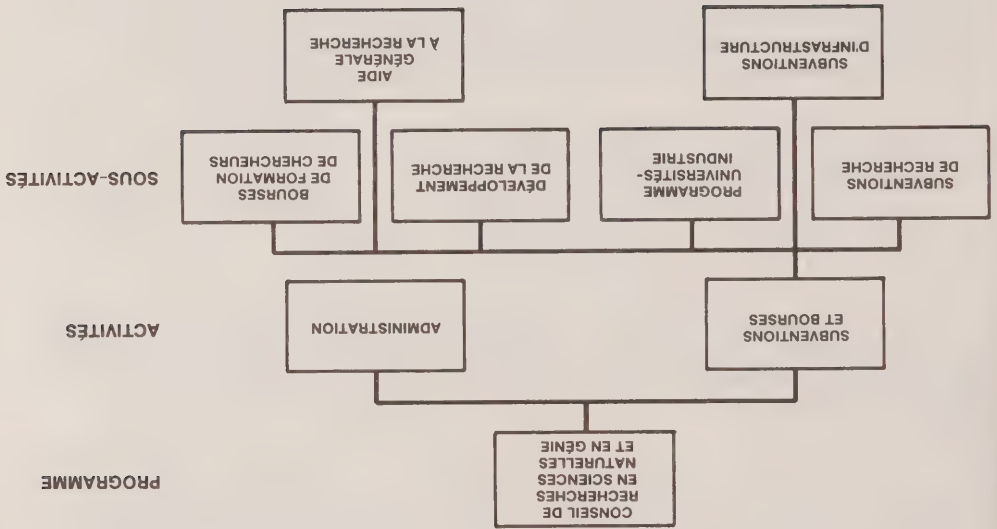 CONSEIL DE
RECHERCHES
EN SCIENCES
NATURELLES
ET EN GÉNIE
PROGRAMME
SUBVENTIONS
ET BOURSES
ADMINISTRATION
ACTIVITÉS
SUBVENTIONS
DE RECHERCHE
PROGRAMME
UNIVERSITÉS-
INDUSTRIE
DÉVELOPPEMENT
DE LA RECHERCHE
BOURSES
DE FORMATION
DE CHERCHEURS
SOUS-ACTIVITÉS
SUBVENTIONS
D'INFRASTRUCTURE
AIDE
GÉNÉRALE
À LA RECHERCHE